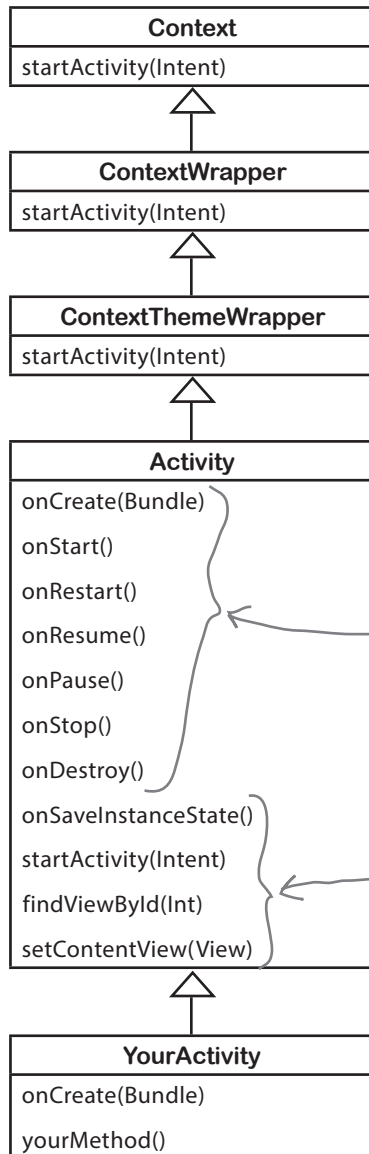 Context
startActivity(Intent)
ContextWrapper
startActivity(Intent)
ContextThemeWrapper
startActivity(Intent)
Activity
onCreate(Bundle)
onStart()
onRestart()
onResume()
onPause()
onStop()
onDestroy()
onSaveInstanceState()
startActivity(Intent)
findViewById(Int)
setContentView(View)
YourActivity
onCreate(Bundle)
yourMethod()